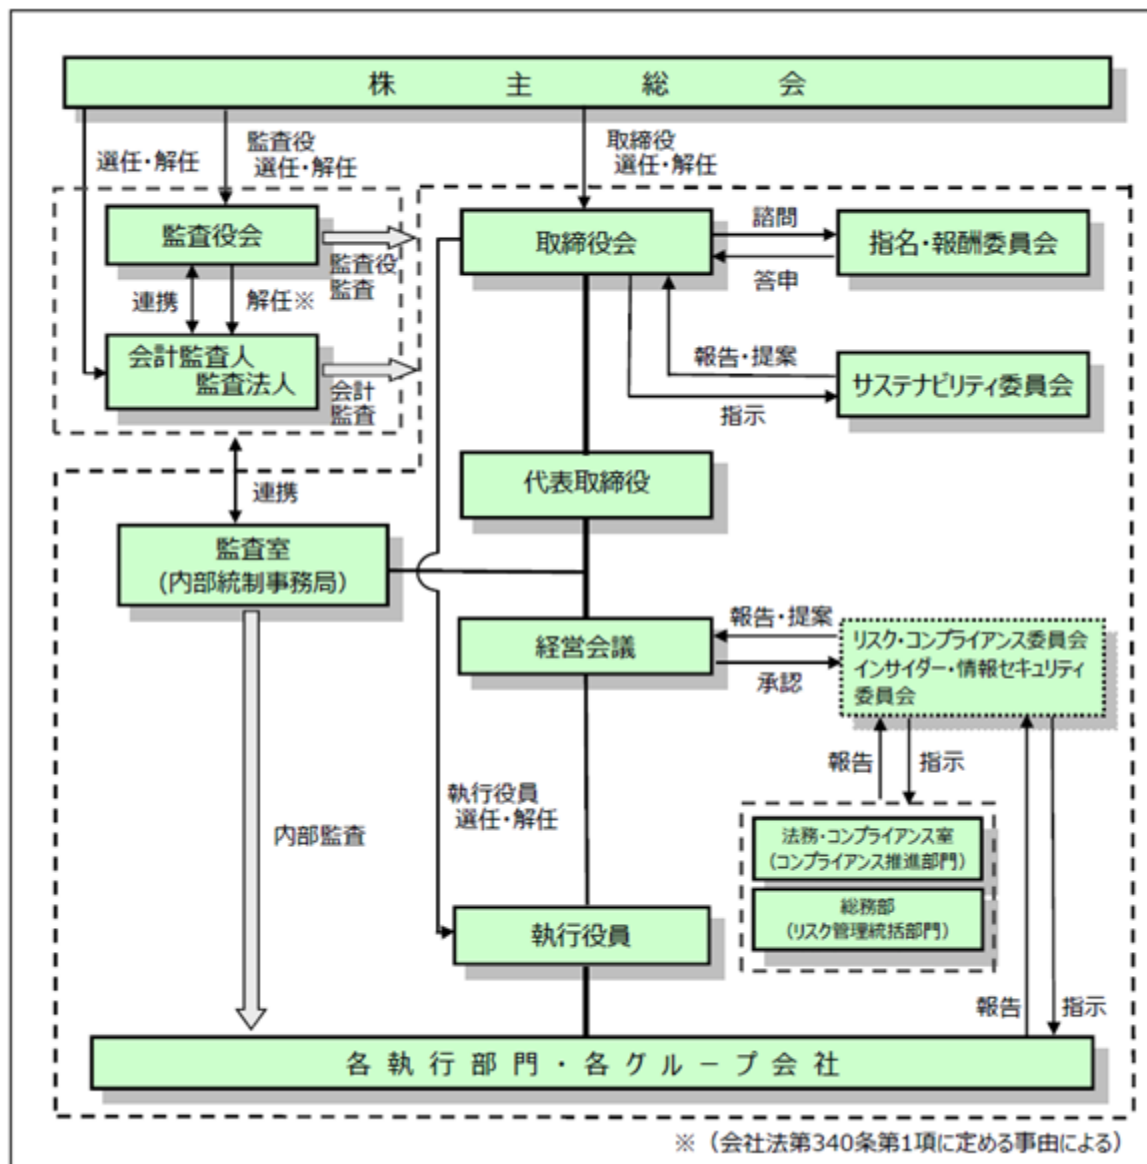 株主総会
選任・解任
監査役
選任・解任
取締役
選任・解任
監査役会
監査役
監査
取締役会
諮問
答申
指名・報酬委員会
連携
解任※
会計監査人
監査法人
会計
監査
報告・提案
指示
サステナビリティ委員会
代表取締役
連携
監査室
(内部統制事務局)
経営会議
報告・提案
承認
リスク・コンプライアンス委員会
インサイダー・情報セキュリティ
委員会
報告
指示
執行役員
選任・解任
内部監査
法務・コンプライアンス室
(コンプライアンス推進部門)
総務部
(リスク管理統括部門)
執行役員
報告
指示
各執行部門・各グループ会社
※(会社法第340条第1項に定める事由による)